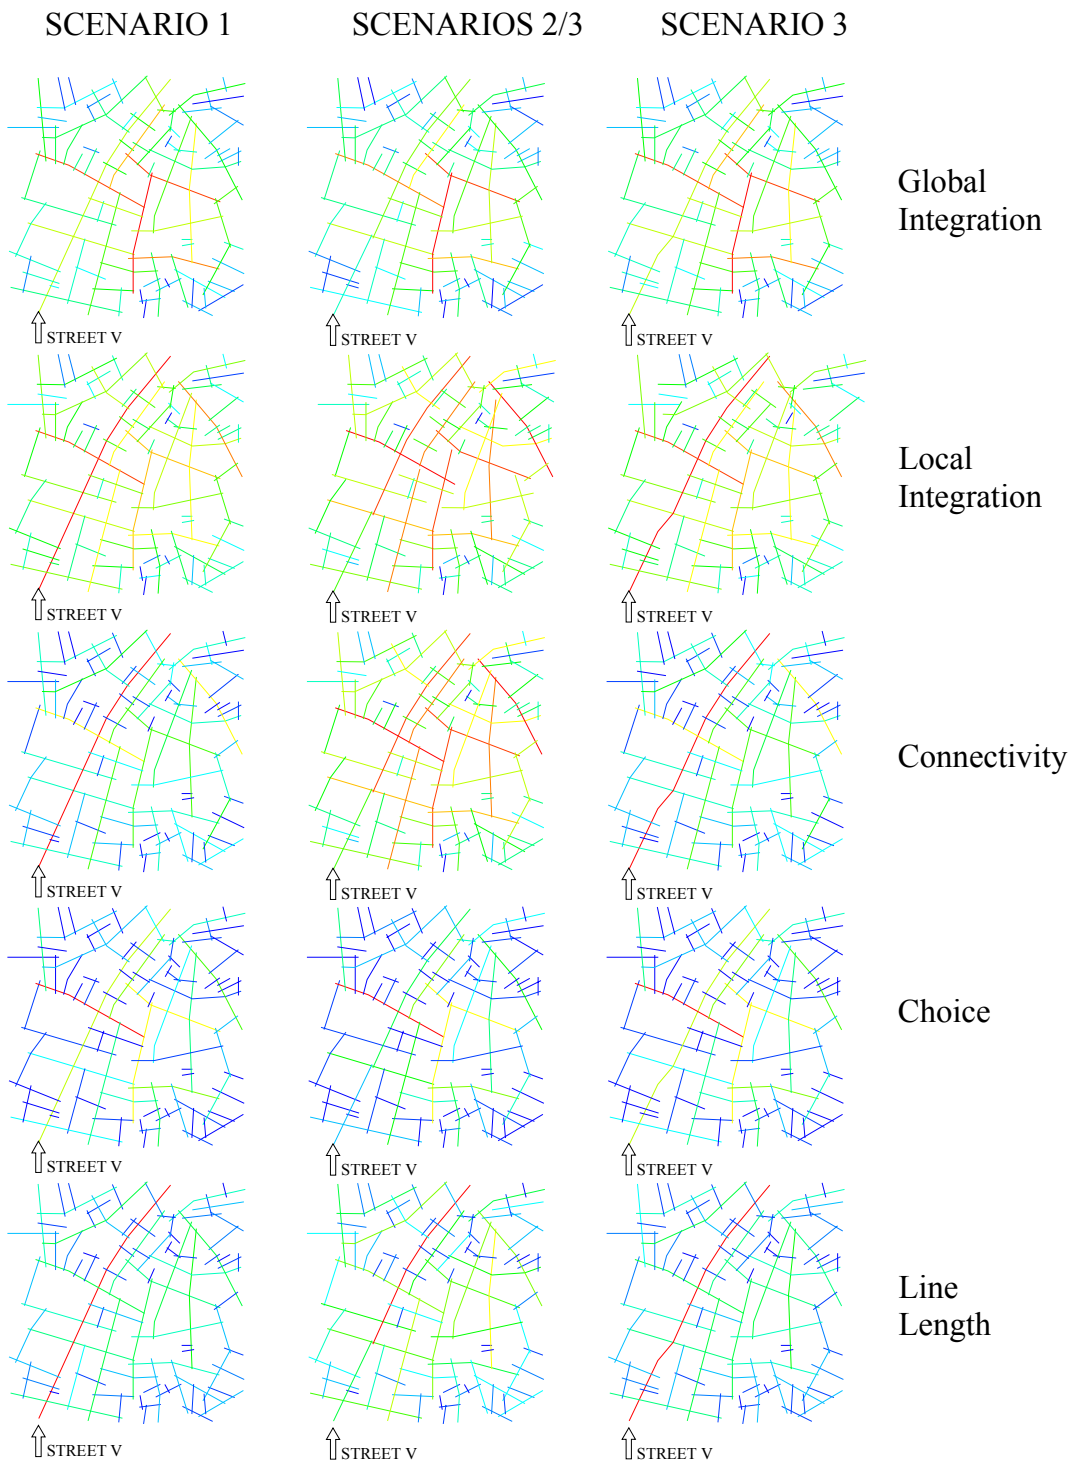 SCENARIO 1 SCENARIOS 2/3 SCENARIO 3
Global
Integration
STREET V STREET V STREET V
Local
Integration
STREET V STREET V STREET V
Connectivity
STREET V STREET V STREET V
Choice
STREET V STREET V STREET V
Line
Length
STREET V STREET V STREET V